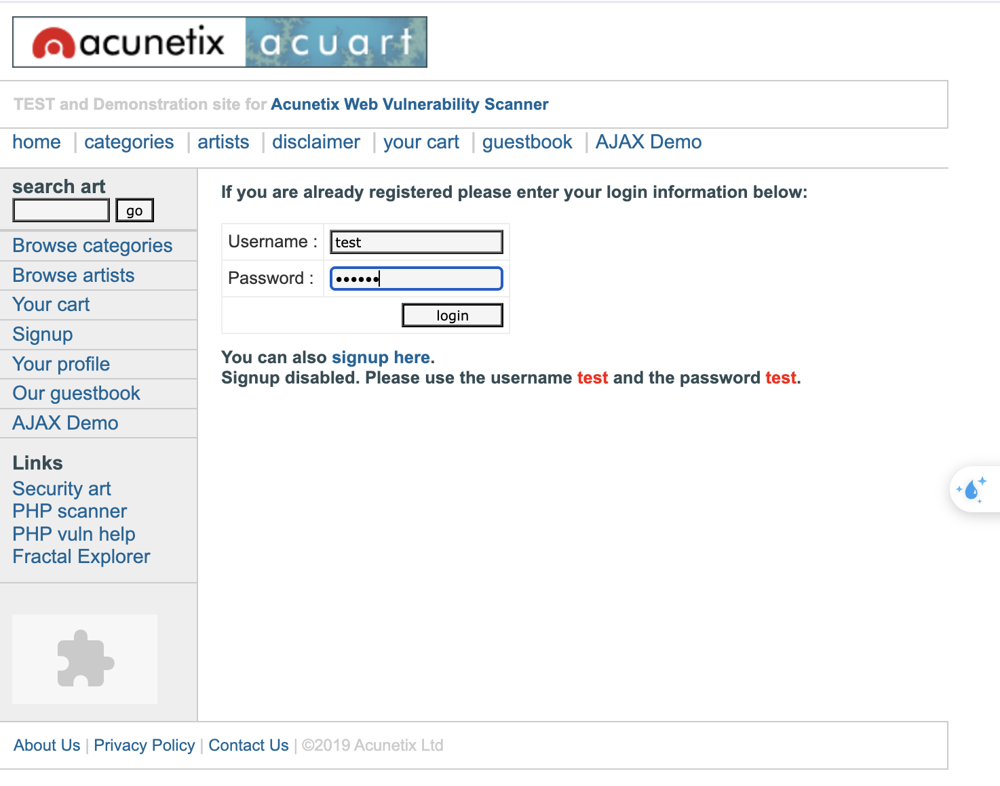 acunetix acuart
TEST and Demonstration site for Acunetix Web Vulnerability Scanner
home | categories | artists | disclaimer | your cart | guestbook | AJAX Demo
search art
go
Browse categories
Browse artists
Your cart
Signup
Your profile
Our guestbook
AJAX Demo
Links
Security art
PHP scanner
PHP vuln help
Fractal Explorer
If you are already registered please enter your login information below:
Username : test
Password : ••••••
login
You can also signup here.
Signup disabled. Please use the username test and the password test.
About Us | Privacy Policy | Contact Us | ©2019 Acunetix Ltd